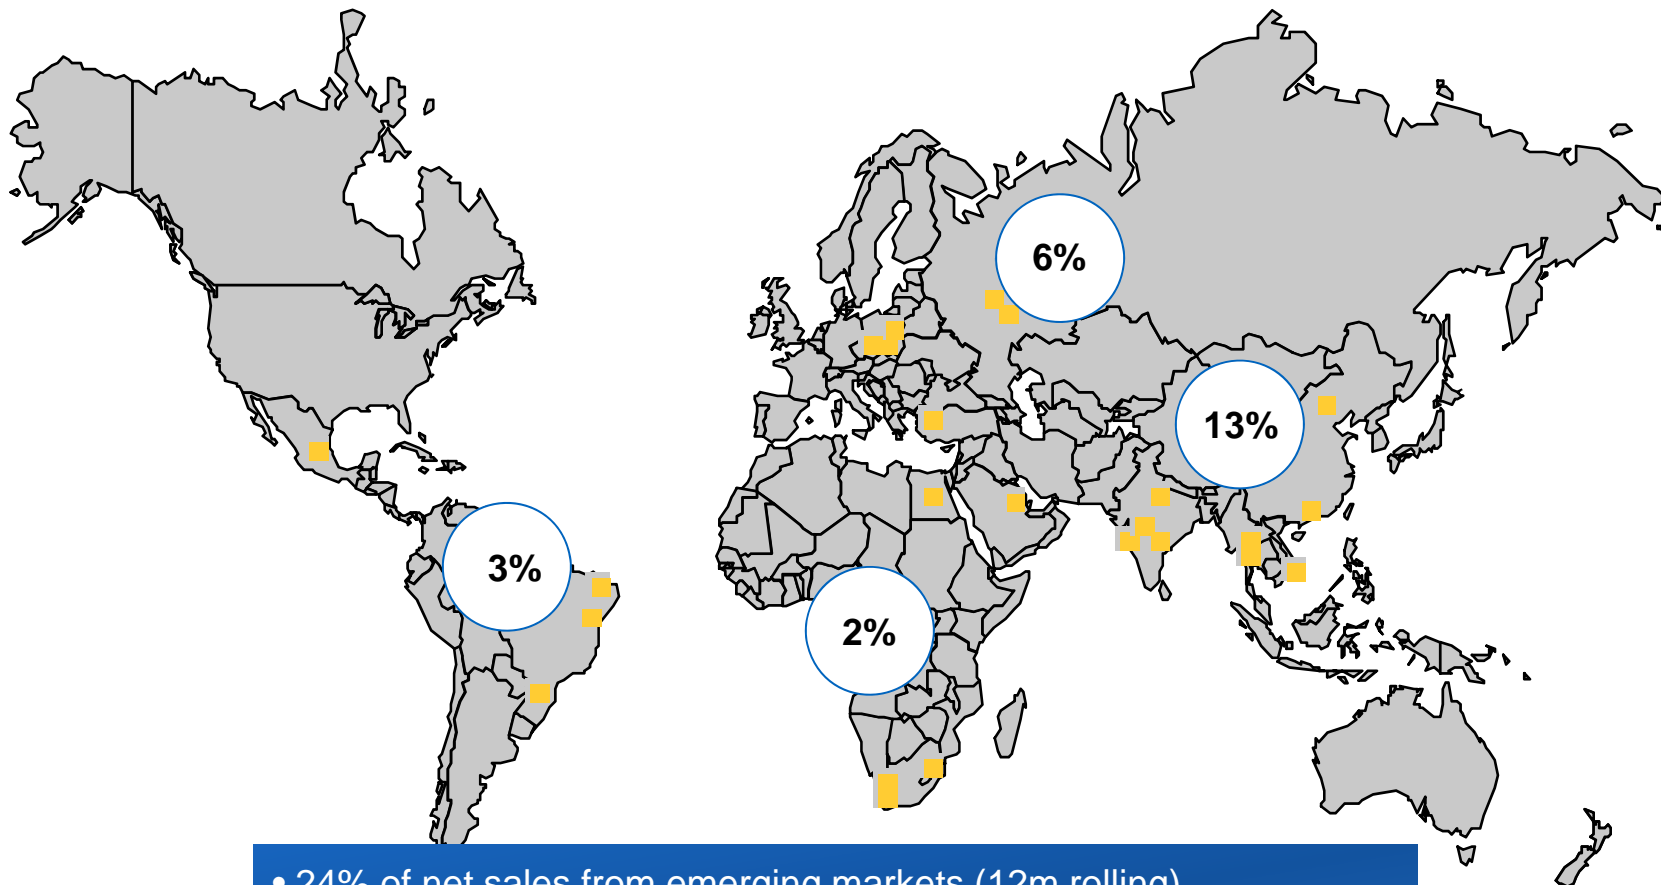 6%
13%
3%
2%
• 24% of net sales from emerging markets (12m rolling)